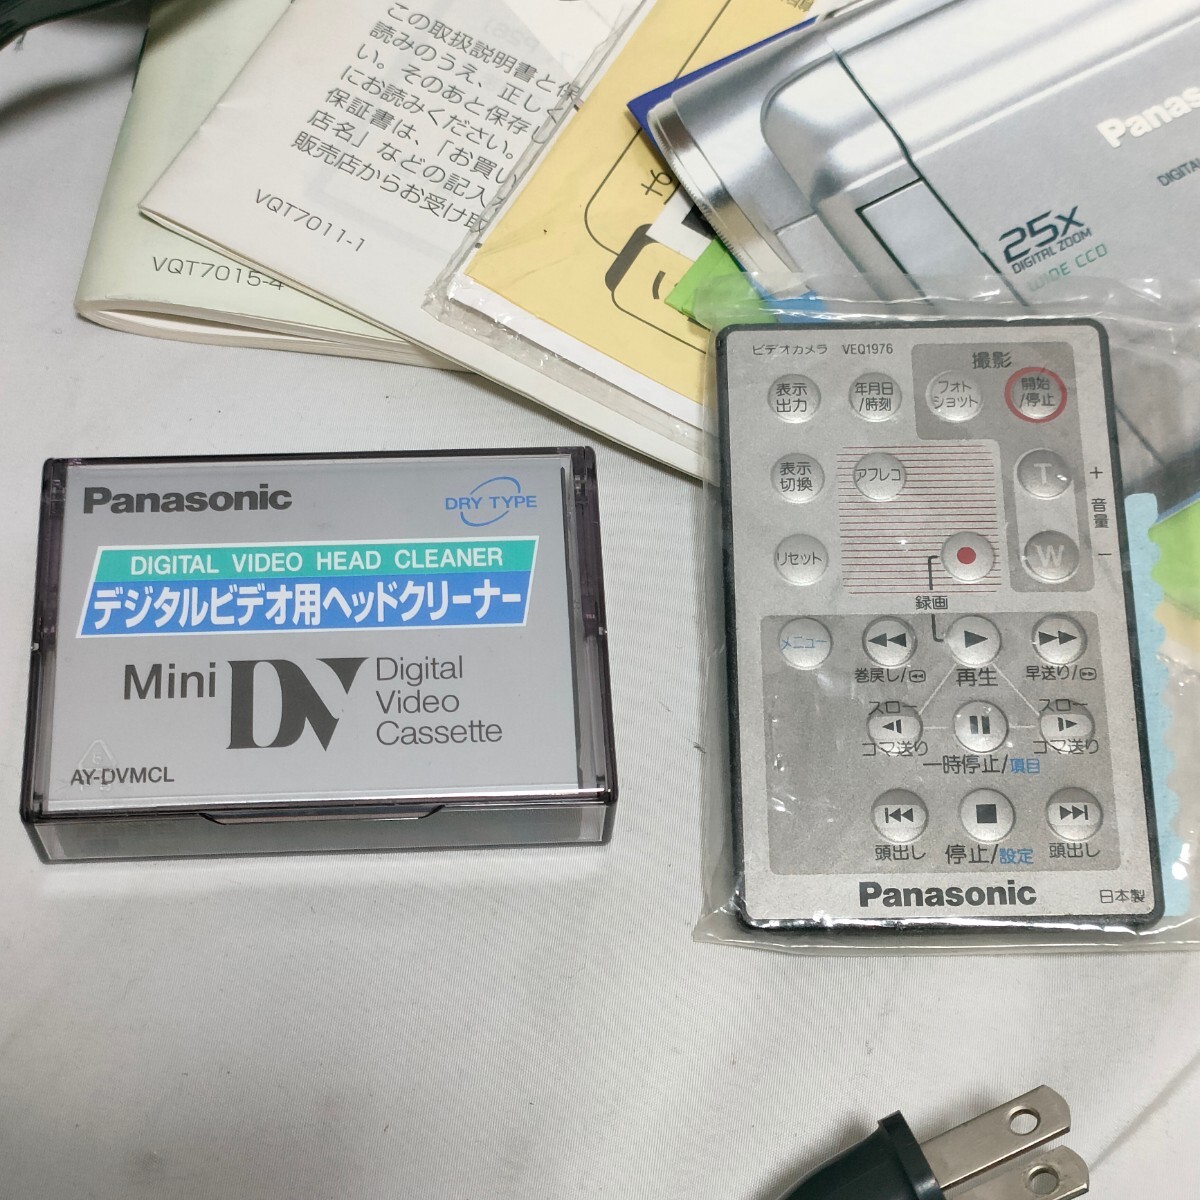 この取扱説明書と保
読みのうえ、正しく
い。そのあと保存し
にお読みください。
保証書は、「お買い
店名」などの記入
販売店からお受け取
VQT7011-1
VQT7015-4
Panas
DIGITAL
25x
DIGITAL ZOOM
WIDE CCD
Panasonic
DRY TYPE
DIGITAL VIDEO HEAD CLEANER
デジタルビデオ用ヘッドクリーナー
Mini DV Digital
Video
Cassette
AY-DVMCL
ビデオカメラ VEQ1976
撮影
表示
出力
年月日
/時刻
フォト
ショット
開始
/停止
表示
切換
アフレコ
T
+
音量
−
リセット
W
録画
メニュー
巻戻し/
再生
早送り/
スロー
コマ送り
スロー
コマ送り
一時停止/項目
頭出し
停止/設定
頭出し
Panasonic
日本製